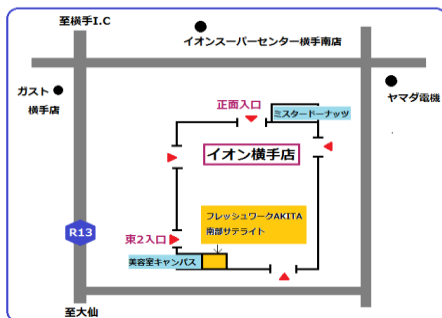 至横手I.C
イオンスーパーセンター横手南店
ガスト
横手店
ヤマダ電機
正面入口
ミスタードーナッツ
イオン横手店
フレッシュワークAKITA
南部サテライト
R13
東2入口
美容室キャンパス
至大仙